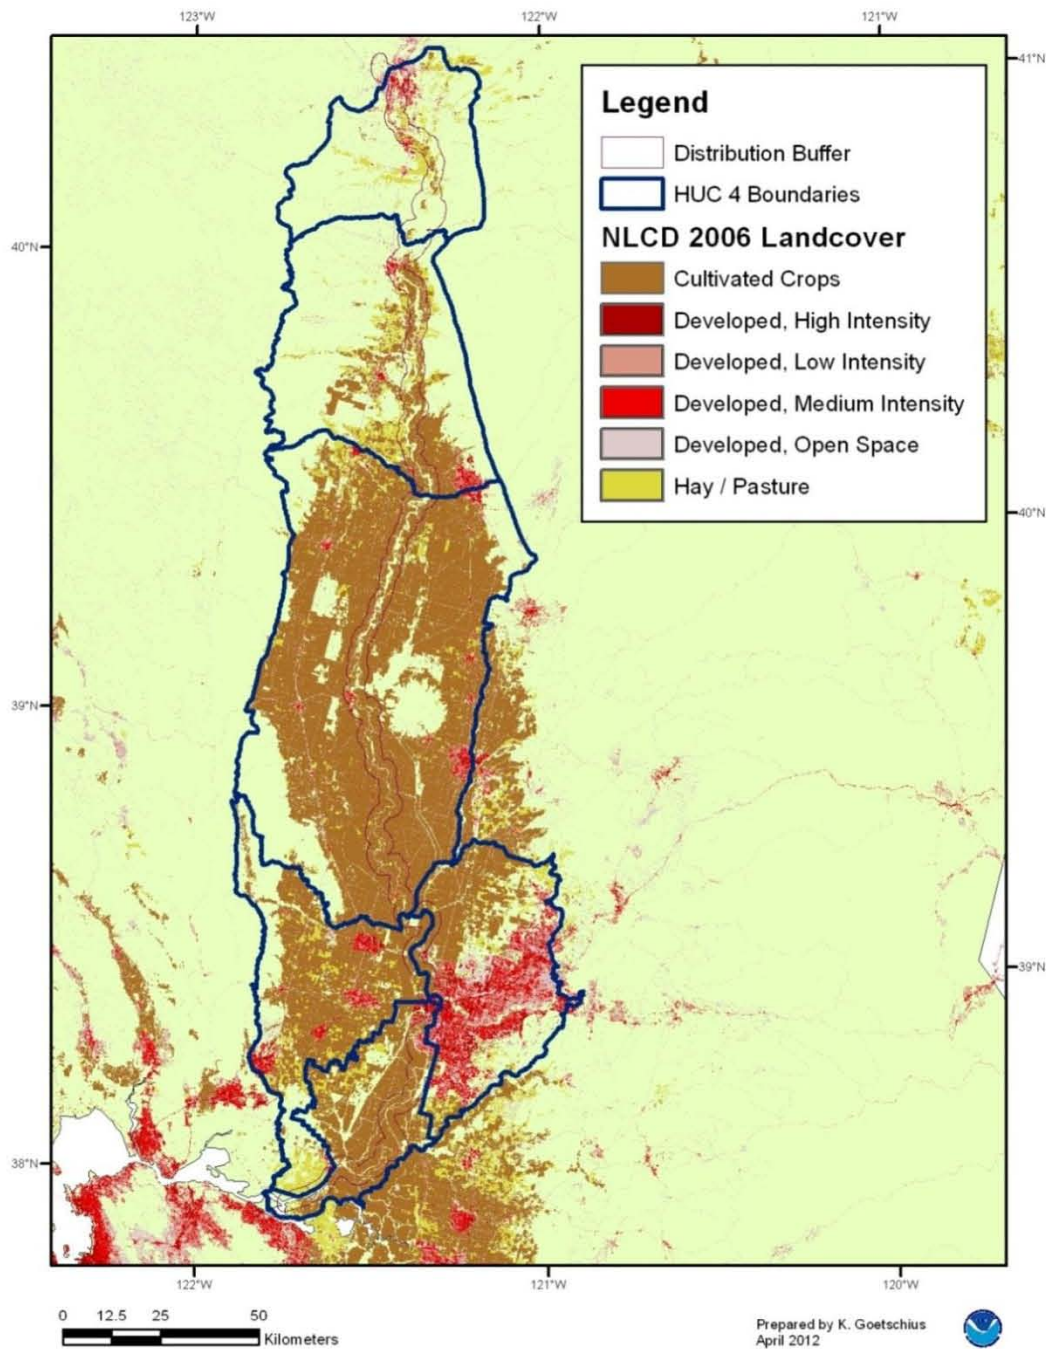 123°W
122°W
121°W
41°N
Legend
Distribution Buffer
HUC 4 Boundaries
NLCD 2006 Landcover
Cultivated Crops
Developed, High Intensity
Developed, Low Intensity
Developed, Medium Intensity
Developed, Open Space
Hay / Pasture
40°N
40°N
39°N
39°N
38°N
122°W
121°W
120°W
0 12.5 25 50
Kilometers
Prepared by K. Goetschius
April 2012